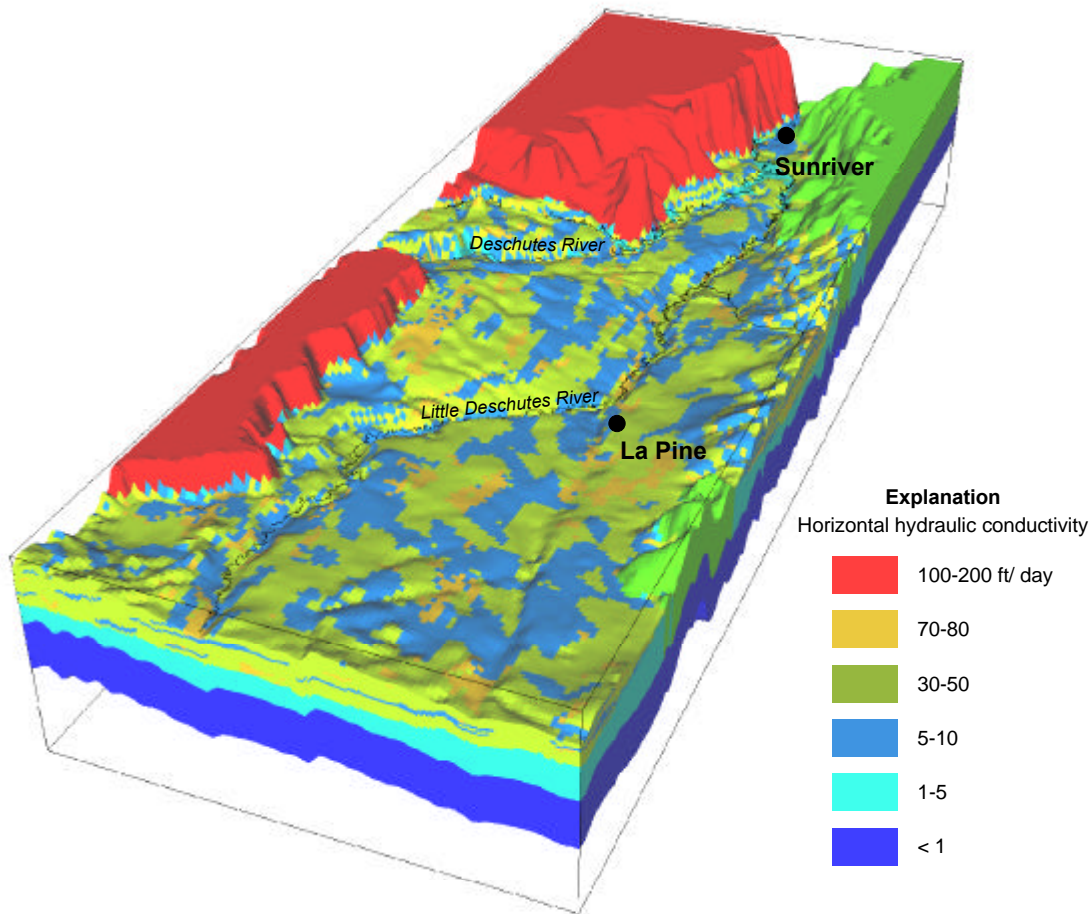 Sunriver
Deschutes River
Little Deschutes River
La Pine
Explanation
Horizontal hydraulic conductivity
100-200 ft/ day
70-80
30-50
5-10
1-5
< 1